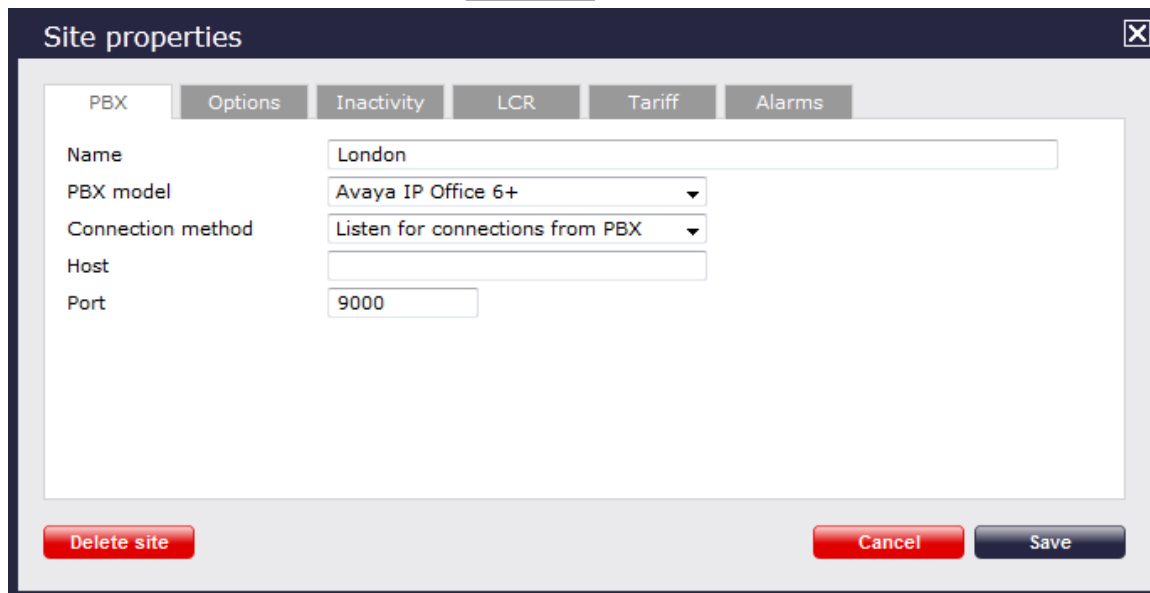 Site properties
PBX Options Inactivity LCR Tariff Alarms
Name London
PBX model Avaya IP Office 6+
Connection method Listen for connections from PBX
Host
Port 9000
Delete site Cancel Save